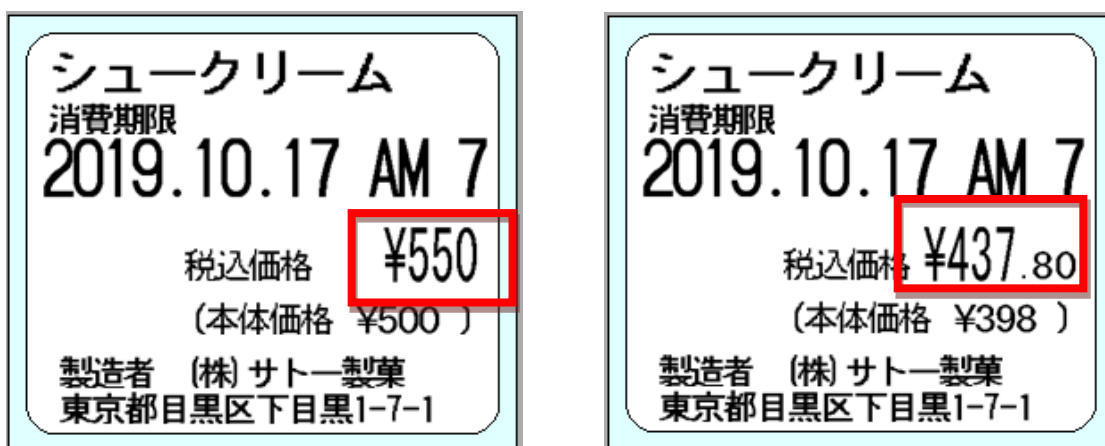 シュークリーム
消費期限
2019.10.17 AM 7
税込価格 ¥550
(本体価格 ¥500 )
製造者 (株) サトー製菓
東京都目黒区下目黒1-7-1
シュークリーム
消費期限
2019.10.17 AM 7
税込価格 ¥437.80
(本体価格 ¥398 )
製造者 (株) サトー製菓
東京都目黒区下目黒1-7-1